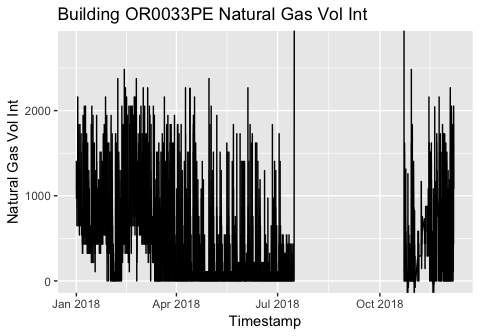 Building OR0033PE Natural Gas Vol Int
Natural Gas Vol Int
2000
1000
0
Jan 2018
Apr 2018
Jul 2018
Oct 2018
Timestamp